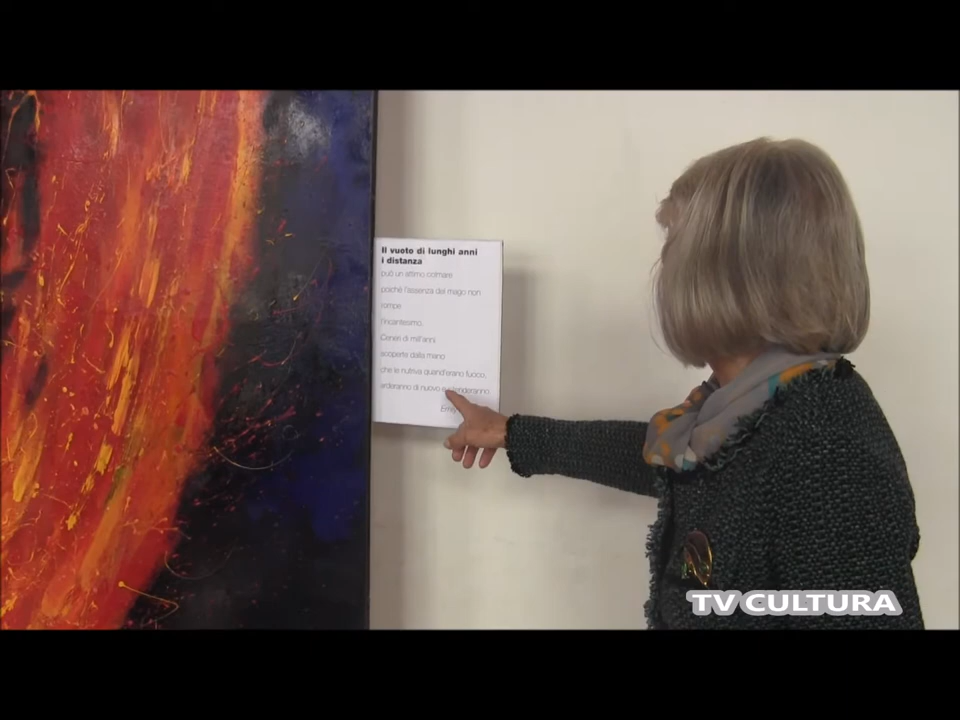 Il vuoto di lunghi anni
i distanza
può un attimo colmare
poiché l'assenza del mago non
rompe
l'incantesimo.
Ceneri di mill'anni
scoperte dalla mano
che le nutriva quand'erano fuoco,
arderanno di nuovo e
Emily
TV CULTURA